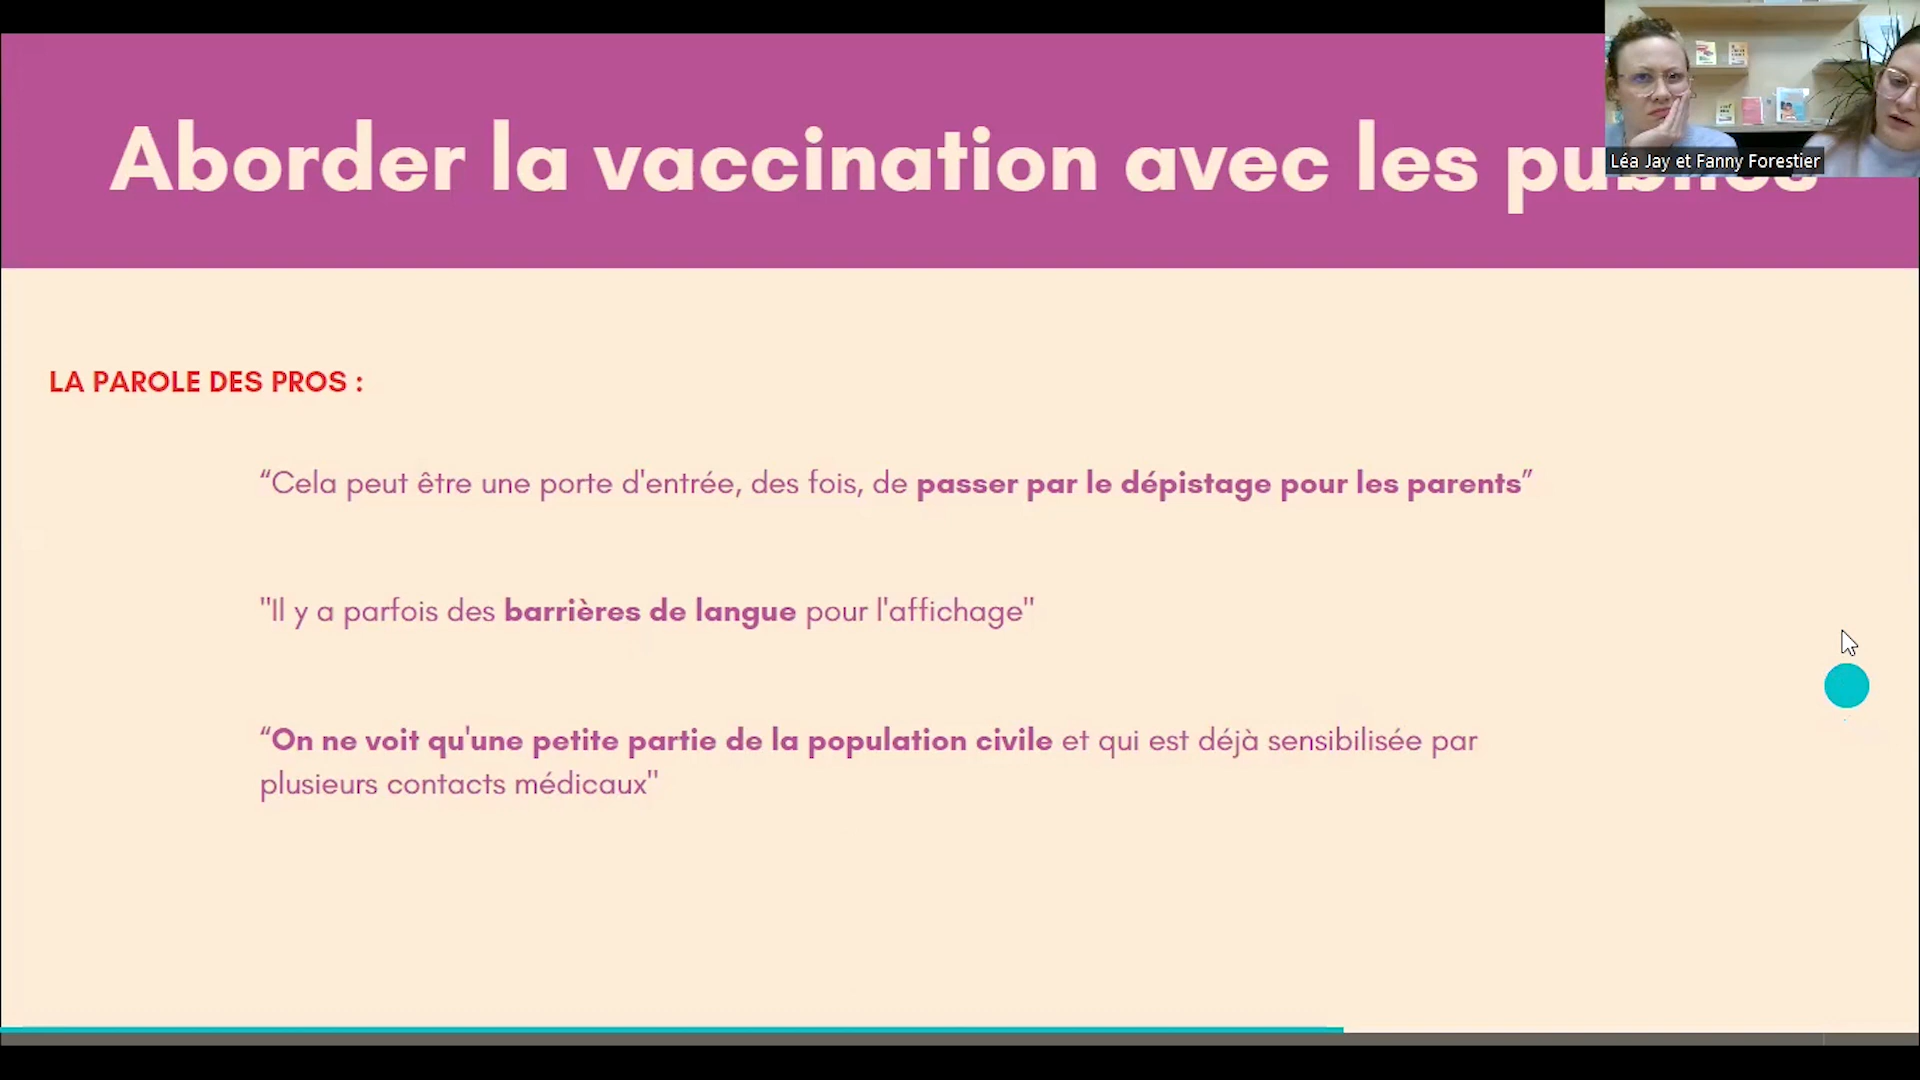 Aborder la vaccination avec les publics
Léa Jay et Fanny Forestier
LA PAROLE DES PROS :
“Cela peut être une porte d'entrée, des fois, de passer par le dépistage pour les parents”
"Il y a parfois des barrières de langue pour l'affichage"
“On ne voit qu'une petite partie de la population civile et qui est déjà sensibilisée par
plusieurs contacts médicaux"